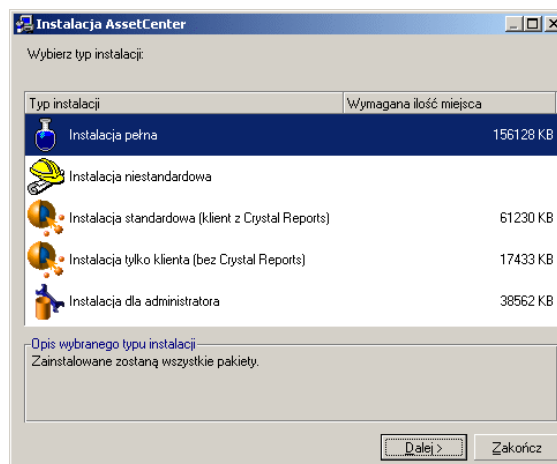 Instalacja AssetCenter
Wybierz typ instalacji:
Typ instalacji Wymagana ilość miejsca
Instalacja pełna 156128 KB
Instalacja niestandardowa
Instalacja standardowa (klient z Crystal Reports) 61230 KB
Instalacja tylko klienta (bez Crystal Reports) 17433 KB
Instalacja dla administratora 38562 KB
Opis wybranego typu instalacji
Zainstalowane zostaną wszystkie pakiety.
Dalej > Zakończ